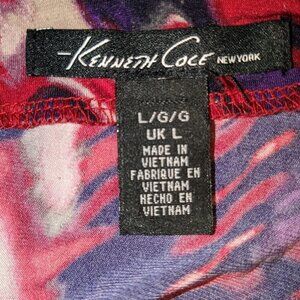 Kenneth Cole NEW YORK
L/G/G
UK L
MADE IN
VIETNAM
FABRIQUE EN
VIETNAM
HECHO EN
VIETNAM